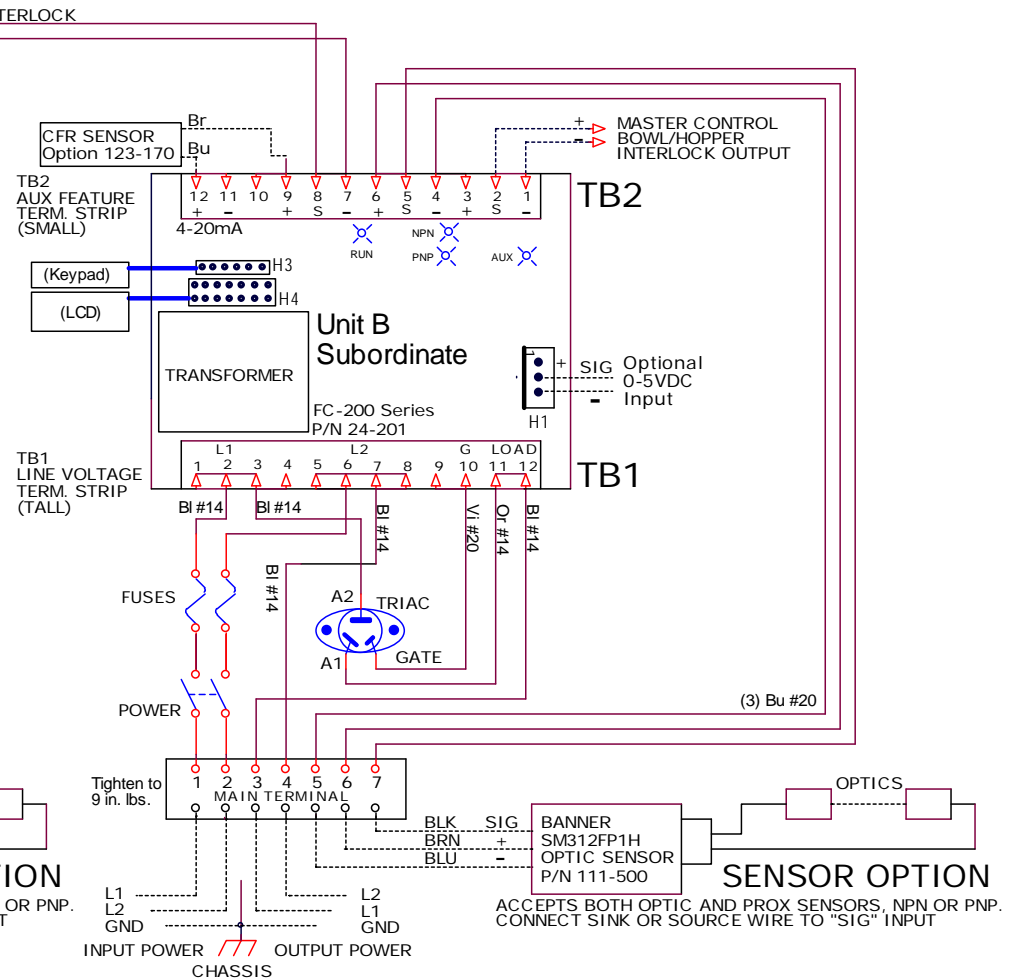 TERLOCK
CFR SENSOR
Option 123-170
Br
Bu
+ MASTER CONTROL
- BOWL/HOPPER
INTERLOCK OUTPUT
TB2
AUX FEATURE
TERM. STRIP
(SMALL)
12 11 10 9 8 7 6 5 4 3 2 1
+ - + S - + S - + S -
4-20mA
TB2
RUN
NPN
PNP
AUX
(Keypad)
H3
(LCD)
H4
TRANSFORMER
Unit B
Subordinate
FC-200 Series
P/N 24-201
1
+
SIG
-
Optional
0-5VDC
Input
H1
TB1
LINE VOLTAGE
TERM. STRIP
(TALL)
L1 L2 G LOAD
1 2 3 4 5 6 7 8 9 10 11 12
TB1
Bl #14
Bl #14
Bl #14
Vi #20
Or #14
Bl #14
Bl #14
FUSES
A2
TRIAC
A1
GATE
POWER
(3) Bu #20
Tighten to
9 in. lbs.
1 2 3 4 5 6 7
MAIN TERMINAL
BLK SIG
BRN +
BLU -
BANNER
SM312FP1H
OPTIC SENSOR
P/N 111-500
OPTICS
SENSOR OPTION
ACCEPTS BOTH OPTIC AND PROX SENSORS, NPN OR PNP.
CONNECT SINK OR SOURCE WIRE TO "SIG" INPUT
ION
OR PNP.
T
L1
L2
GND
L2
L1
GND
INPUT POWER
OUTPUT POWER
CHASSIS